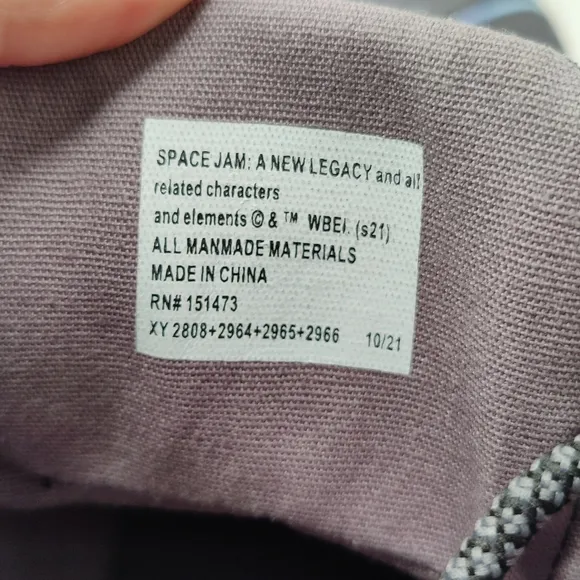 SPACE JAM: A NEW LEGACY and all
related characters
and elements © & ™ WBEI. (s21)
ALL MANMADE MATERIALS
MADE IN CHINA
RN# 151473
XY 2808+2964+2965+2966 10/21